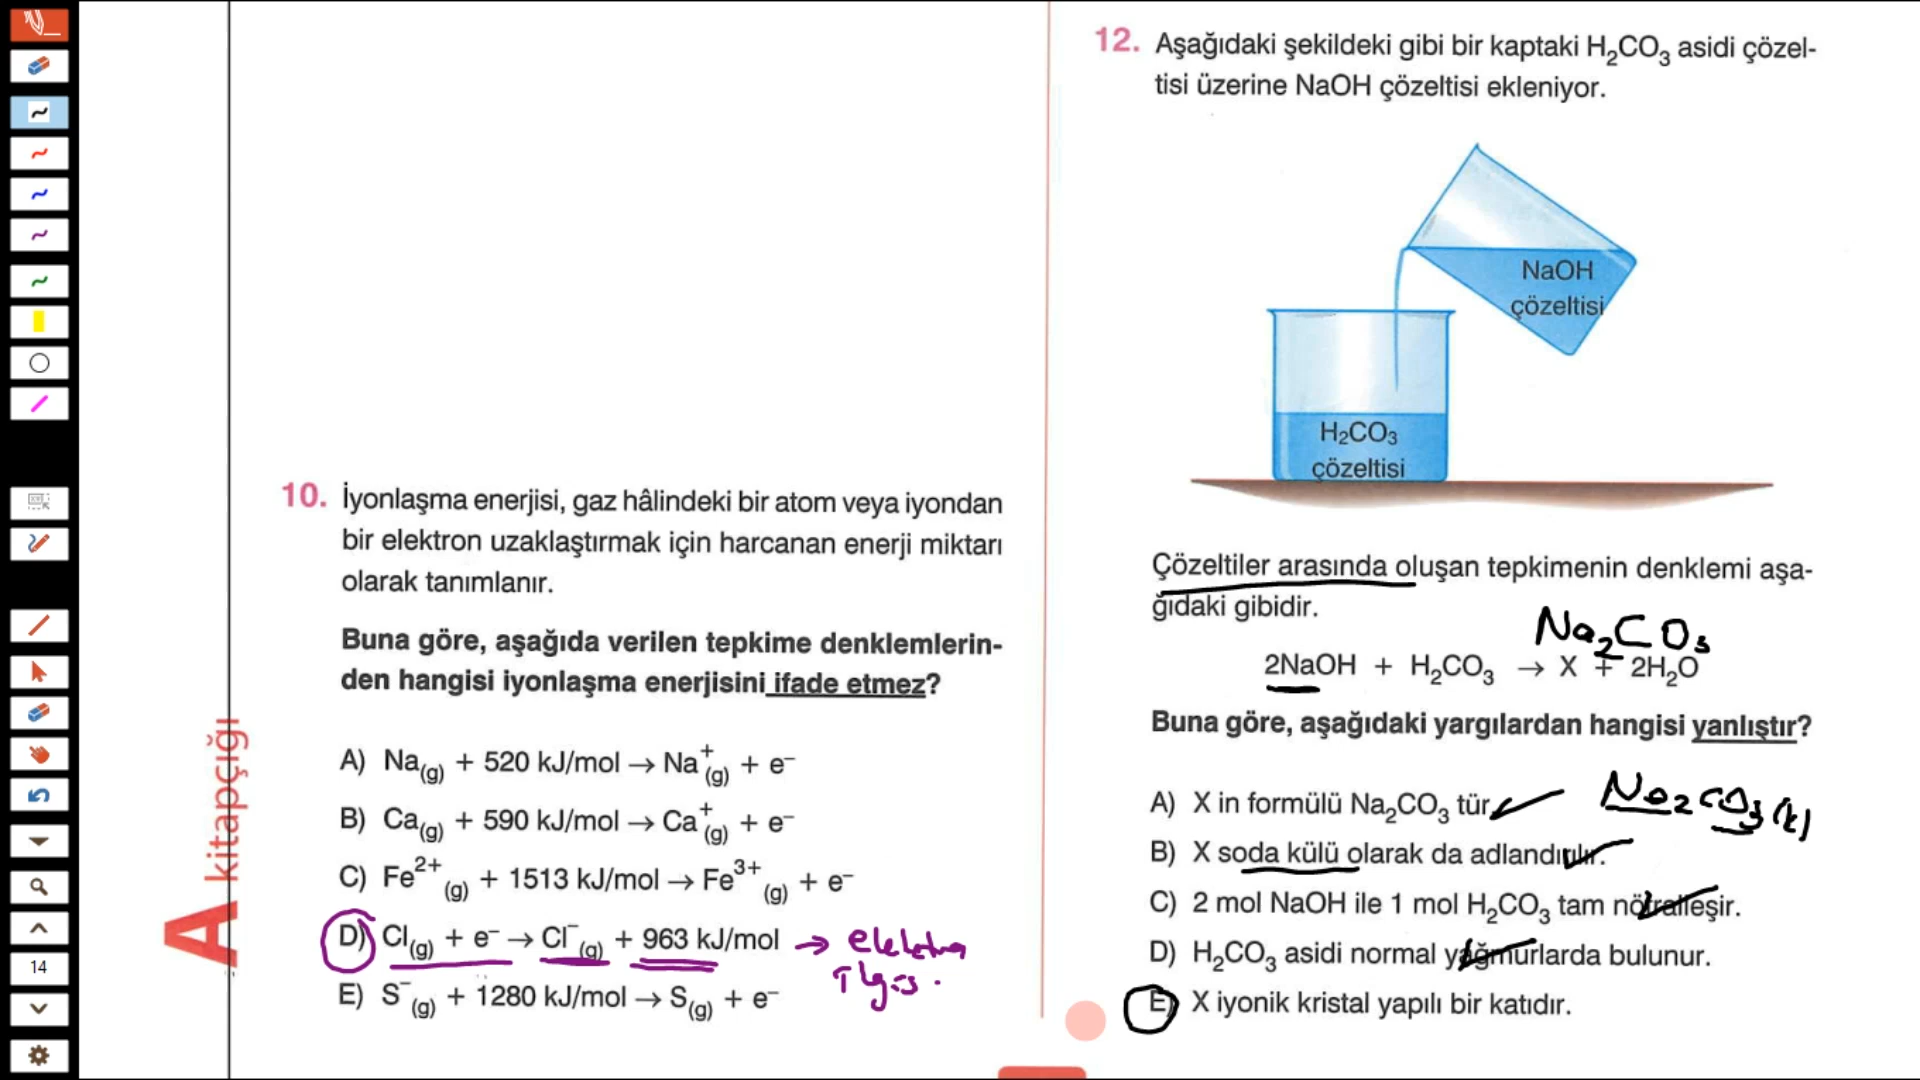 A kitapçığı
14
10. İyonlaşma enerjisi, gaz hâlindeki bir atom veya iyondan
bir elektron uzaklaştırmak için harcanan enerji miktarı
olarak tanımlanır.
Buna göre, aşağıda verilen tepkime denklemlerin-
den hangisi iyonlaşma enerjisini ifade etmez?
A) Na(g) + 520 kJ/mol → Na⁺(g) + e⁻
B) Ca(g) + 590 kJ/mol → Ca⁺(g) + e⁻
C) Fe²⁺(g) + 1513 kJ/mol → Fe³⁺(g) + e⁻
D) Cl(g) + e⁻ → Cl⁻(g) + 963 kJ/mol → elektron
ilgisi.
E) S⁻(g) + 1280 kJ/mol → S(g) + e⁻
12. Aşağıdaki şekildeki gibi bir kaptaki H₂CO₃ asidi çözel-
tisi üzerine NaOH çözeltisi ekleniyor.
NaOH
çözeltisi
H₂CO₃
çözeltisi
Çözeltiler arasında oluşan tepkimenin denklemi aşa-
ğıdaki gibidir.
Na₂CO₃
2NaOH + H₂CO₃ → X + 2H₂O
Buna göre, aşağıdaki yargılardan hangisi yanlıştır?
A) X in formülü Na₂CO₃ tür.
Na₂CO₃(k)
B) X soda külü olarak da adlandırılır.
C) 2 mol NaOH ile 1 mol H₂CO₃ tam nötralleşir.
D) H₂CO₃ asidi normal yağmurlarda bulunur.
E) X iyonik kristal yapılı bir katıdır.